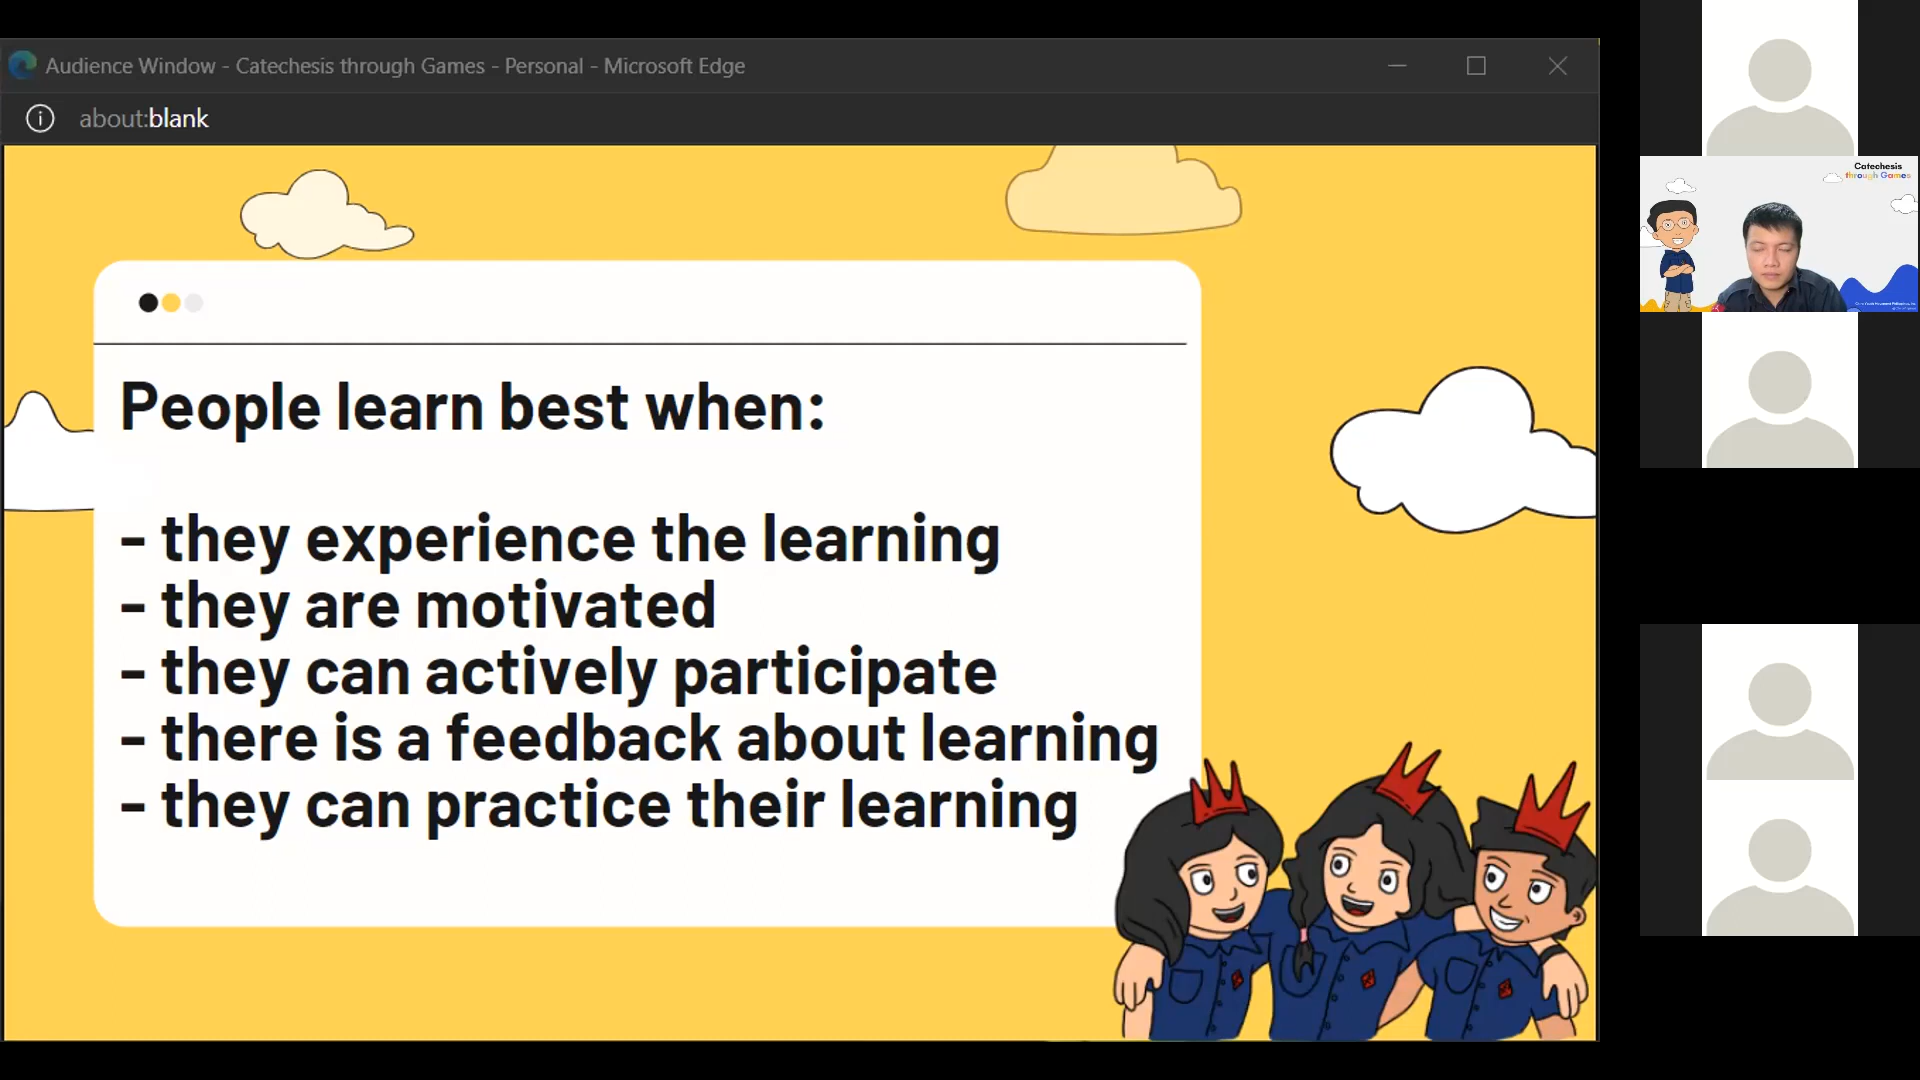 Audience Window - Catechesis through Games - Personal - Microsoft Edge
about:blank
People learn best when:
- they experience the learning
- they are motivated
- they can actively participate
- there is a feedback about learning
- they can practice their learning
Catechesis
through Games